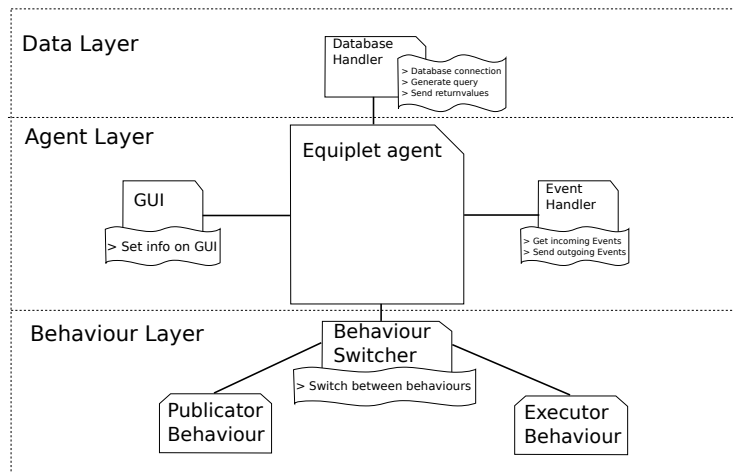 Data Layer
Database
Handler
> Database connection
> Generate query
> Send returnvalues
Agent Layer
Equiplet agent
GUI
> Set info on GUI
Event
Handler
> Get incoming Events
> Send outgoing Events
Behaviour Layer
Behaviour
Switcher
> Switch between behaviours
Publicator
Behaviour
Executor
Behaviour